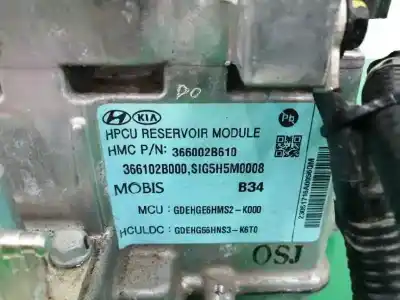 DO
HYUNDAI KIA Pb
HPCU RESERVOIR MODULE
HMC P/N: 366002B610
366102B000,SIG5H5M0008
MOBIS B34
MCU : GDEHGE6HMS2-K000
HCULDC: GDEHG56HNS3-K6T0
OSJ